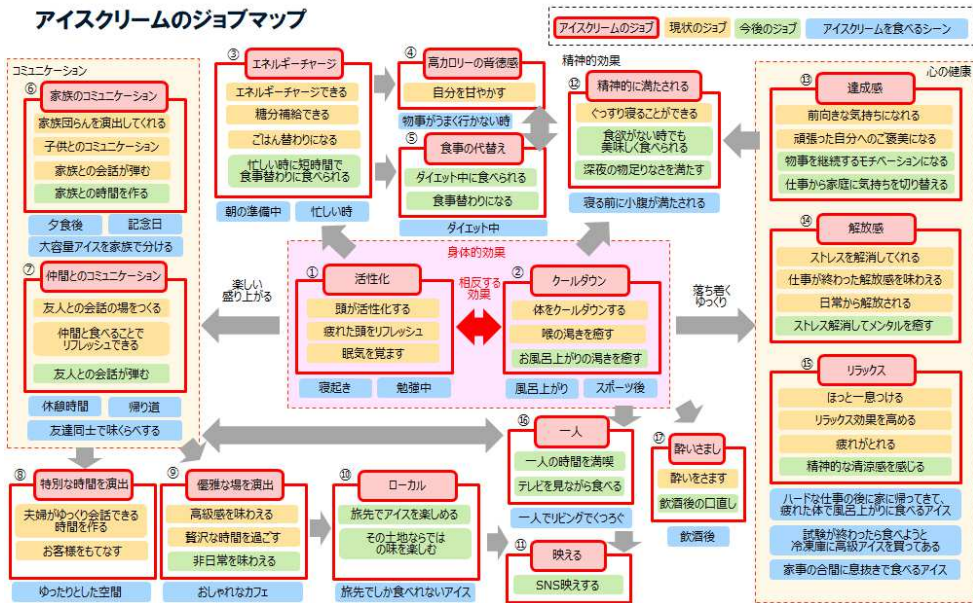 アイスクリームのジョブマップ
アイスクリームのジョブ
現状のジョブ
今後のジョブ
アイスクリームを食べるシーン
コミュニケーション
⑥
家族のコミュニケーション
家族団らんを演出してくれる
子供とのコミュニケーション
家族との会話が弾む
家族との時間を作る
夕食後
記念日
大容量アイスを家族で分ける
⑦
仲間とのコミュニケーション
友人との会話の場をつくる
仲間と食べることで
リフレッシュできる
友人との会話が弾む
休憩時間
帰り道
友達同士で味くらべする
③
エネルギーチャージ
エネルギーチャージできる
糖分補給できる
ごはん替わりになる
忙しい時に短時間で
食事替わりに食べられる
朝の準備中
忙しい時
④
高カロリーの背徳感
自分を甘やかす
物事がうまく行かない時
⑤
食事の代替え
ダイエット中に食べられる
食事替わりになる
ダイエット中
精神的効果
⑫
精神的に満たされる
ぐっすり寝ることができる
食欲がない時でも
美味しく食べられる
深夜の物足りなさを満たす
寝る前に小腹が満たされる
心の健康
⑬
達成感
前向きな気持ちになれる
頑張った自分へのご褒美になる
物事を継続するモチベーションになる
仕事から家庭に気持ちを切り替える
⑭
解放感
ストレスを解消してくれる
仕事が終わった解放感を味わえる
日常から解放される
ストレス解消してメンタルを癒す
⑮
リラックス
ほっと一息つける
リラックス効果を高める
疲れがとれる
精神的な清涼感を感じる
ハードな仕事の後に家に帰ってきて、
疲れた体で風呂上がりに食べるアイス
試験が終わったら食べようと
冷凍庫に高級アイスを買ってある
家事の合間に息抜きで食べるアイス
身体的効果
楽しい
盛り上がる
①
活性化
頭が活性化する
疲れた頭をリフレッシュ
眠気を覚ます
寝起き
勉強中
相反する
効果
②
クールダウン
体をクールダウンする
喉の渇きを癒す
お風呂上がりの渇きを癒す
風呂上がり
スポーツ後
落ち着く
ゆっくり
⑧
特別な時間を演出
夫婦がゆっくり会話できる
時間を作る
お客様をもてなす
ゆったりとした空間
⑨
優雅な場を演出
高級感を味わえる
贅沢な時間を過ごす
非日常を味わえる
おしゃれなカフェ
⑩
ローカル
旅先でアイスを楽しめる
その土地ならでは
の味を楽しむ
旅先でしか食べれないアイス
⑯
一人
一人の時間を満喫
テレビを見ながら食べる
一人でリビングでくつろぐ
⑪
映える
SNS映えする
⑰
酔いさまし
酔いをさます
飲酒後の口直し
飲酒後